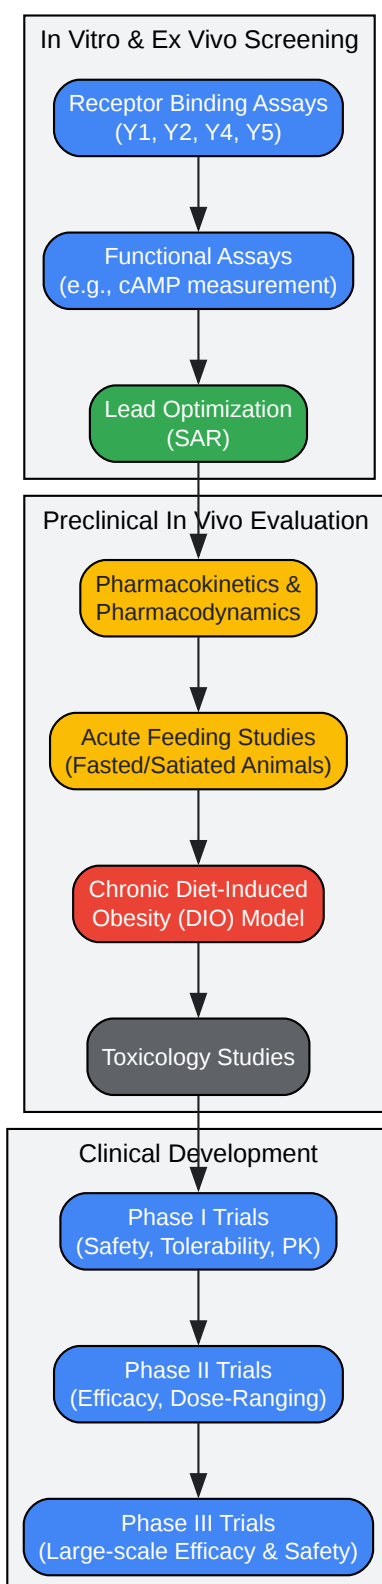 In Vitro & Ex Vivo Screening
Receptor Binding Assays
(Y1, Y2, Y4, Y5)
Functional Assays
(e.g., cAMP measurement)
Lead Optimization
(SAR)
Preclinical In Vivo Evaluation
Pharmacokinetics &
Pharmacodynamics
Acute Feeding Studies
(Fasted/Satiated Animals)
Chronic Diet-Induced
Obesity (DIO) Model
Toxicology Studies
Clinical Development
Phase I Trials
(Safety, Tolerability, PK)
Phase II Trials
(Efficacy, Dose-Ranging)
Phase III Trials
(Large-scale Efficacy & Safety)